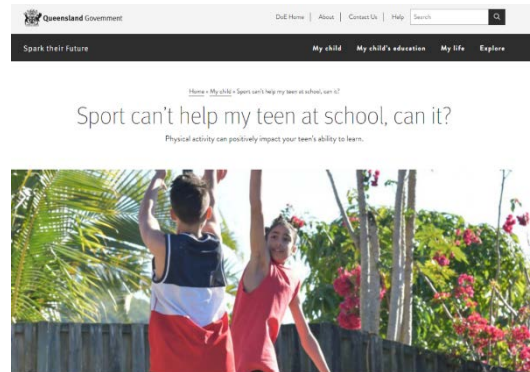 Queensland Government
DoE Home | About | Contact Us | Help
Search
Spark their Future
My child
My child's education
My life
Explore
Home » My child » Sport can't help my teen at school, can it?
Sport can't help my teen at school, can it?
Physical activity can positively impact your teen's ability to learn.